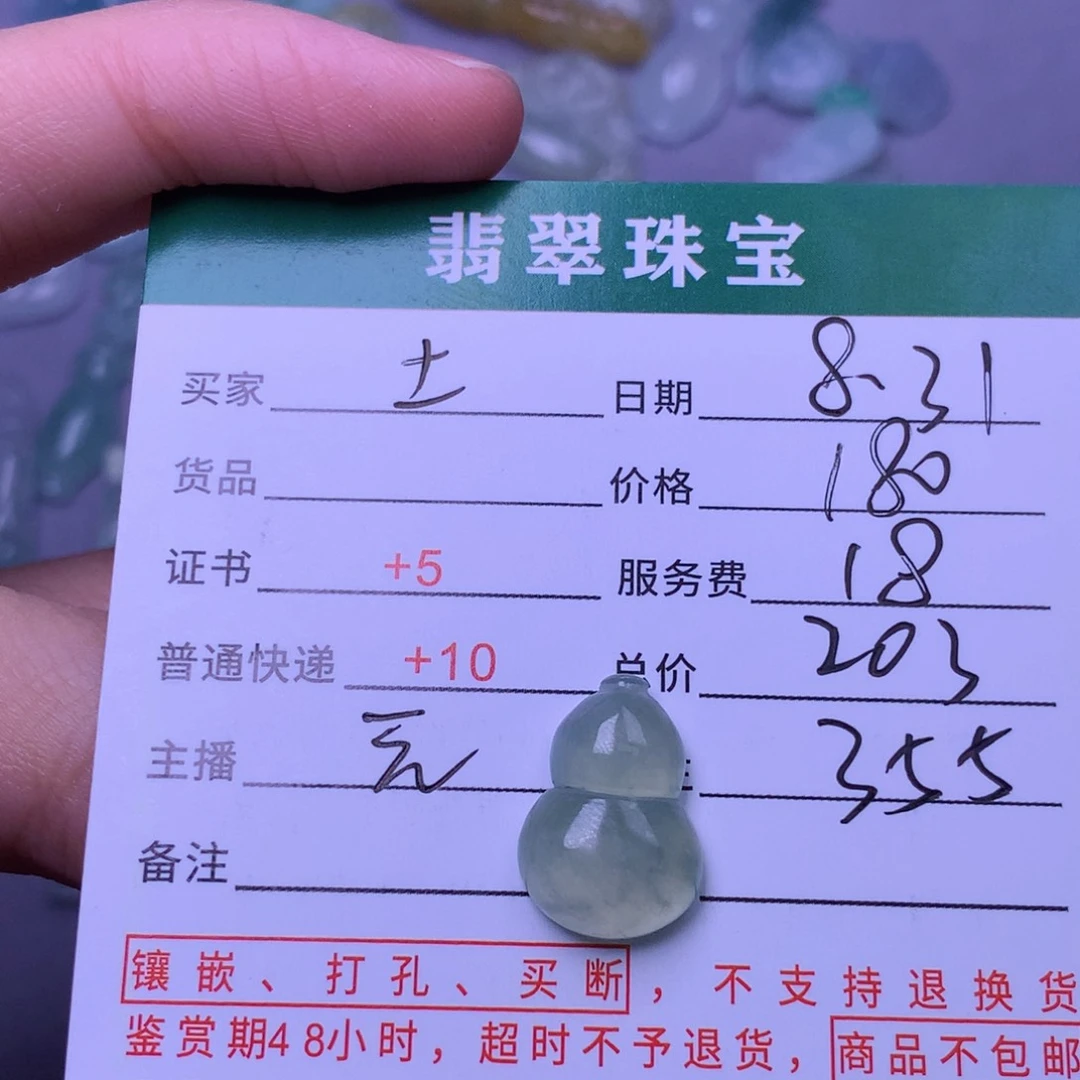 翡翠珠宝
买家 土 日期 8.31
货品 价格 180
证书 +5 服务费 18
普通快递 +10 总价 203
主播 元 355
备注
镶嵌、打孔、买断，不支持退换货
鉴赏期48小时，超时不予退货，商品不包邮